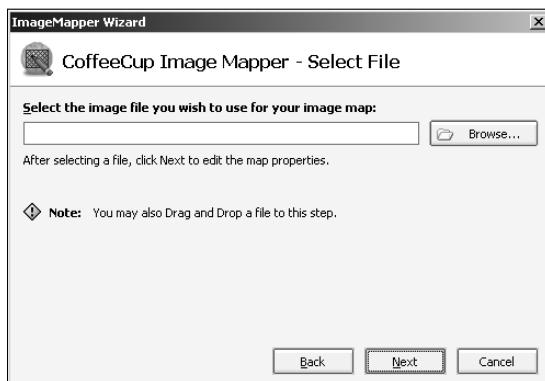 ImageMapper Wizard
CoffeeCup Image Mapper - Select File
Select the image file you wish to use for your image map:
Browse...
After selecting a file, click Next to edit the map properties.
Note: You may also Drag and Drop a file to this step.
Back Next Cancel